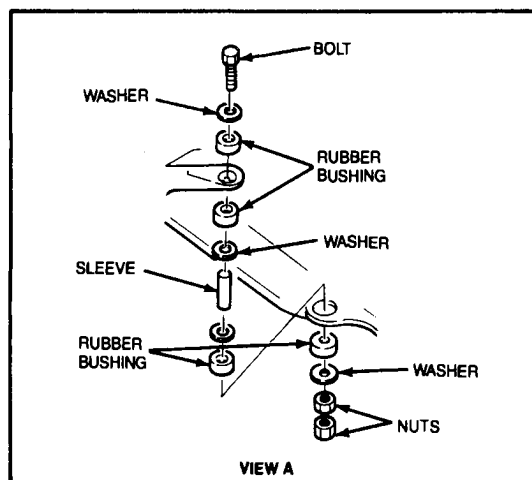 BOLT
WASHER
RUBBER
BUSHING
WASHER
SLEEVE
RUBBER
BUSHING
WASHER
NUTS
VIEW A